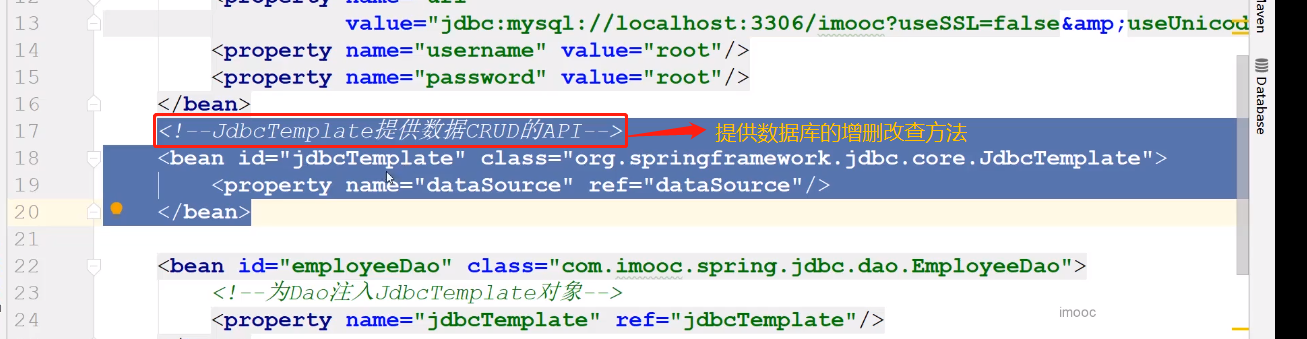 13 value="jdbc:mysql://localhost:3306/imooc?useSSL=false&amp;useUnicod
14 <property name="username" value="root"/>
15 <property name="password" value="root"/>
16 </bean>
17 <!--JdbcTemplate提供数据CRUD的API--> 提供数据库的增删改查方法
18 <bean id="jdbcTemplate" class="org.springframework.jdbc.core.JdbcTemplate">
19 <property name="dataSource" ref="dataSource"/>
20 </bean>
21
22 <bean id="employeeDao" class="com.imooc.spring.jdbc.dao.EmployeeDao">
23 <!--为Dao注入JdbcTemplate对象-->
24 <property name="jdbcTemplate" ref="jdbcTemplate"/>
imooc
Database